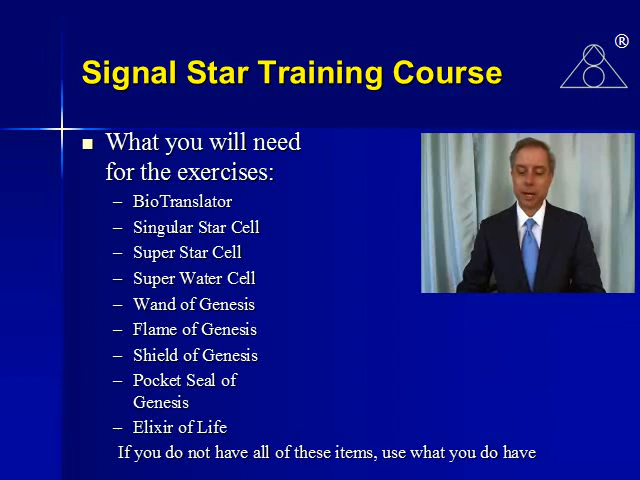 ®
Signal Star Training Course
What you will need
for the exercises:
– BioTranslator
– Singular Star Cell
– Super Star Cell
– Super Water Cell
– Wand of Genesis
– Flame of Genesis
– Shield of Genesis
– Pocket Seal of
Genesis
– Elixir of Life
If you do not have all of these items, use what you do have